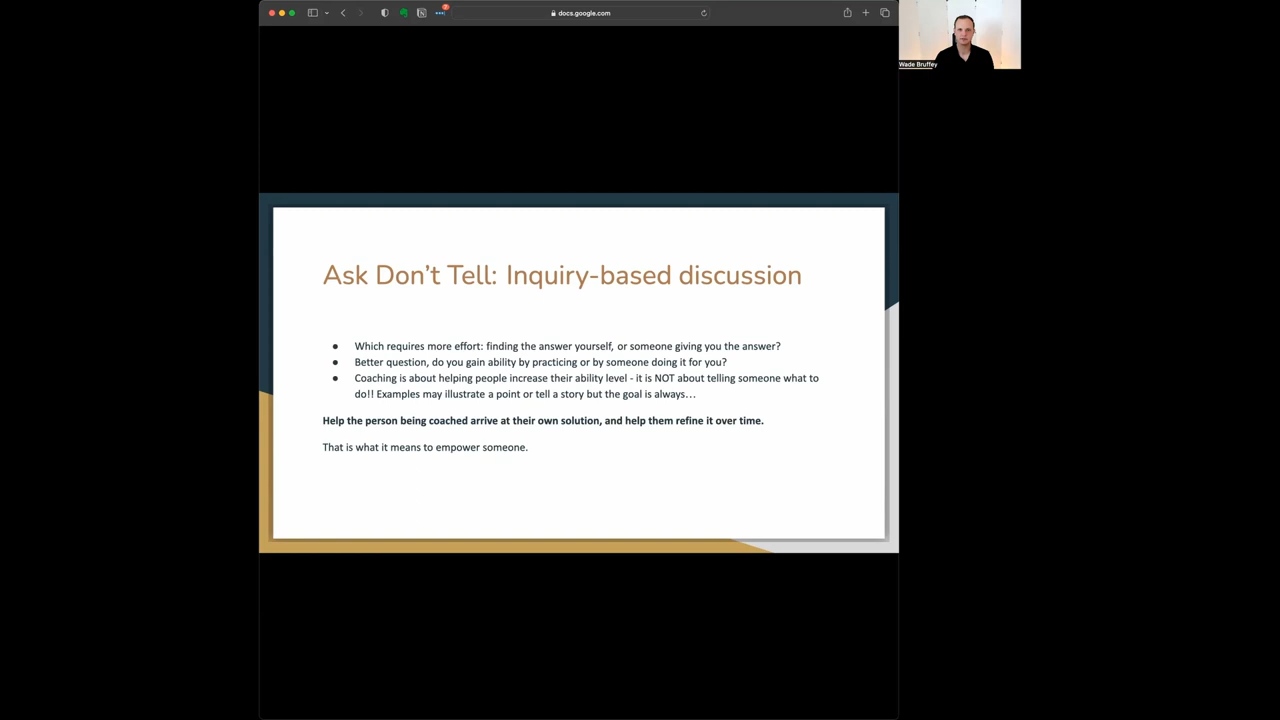 docs.google.com
Wade Bruffey
Ask Don't Tell: Inquiry-based discussion
● Which requires more effort: finding the answer yourself, or someone giving you the answer?
● Better question, do you gain ability by practicing or by someone doing it for you?
● Coaching is about helping people increase their ability level - it is NOT about telling someone what to
do!! Examples may illustrate a point or tell a story but the goal is always…
Help the person being coached arrive at their own solution, and help them refine it over time.
That is what it means to empower someone.